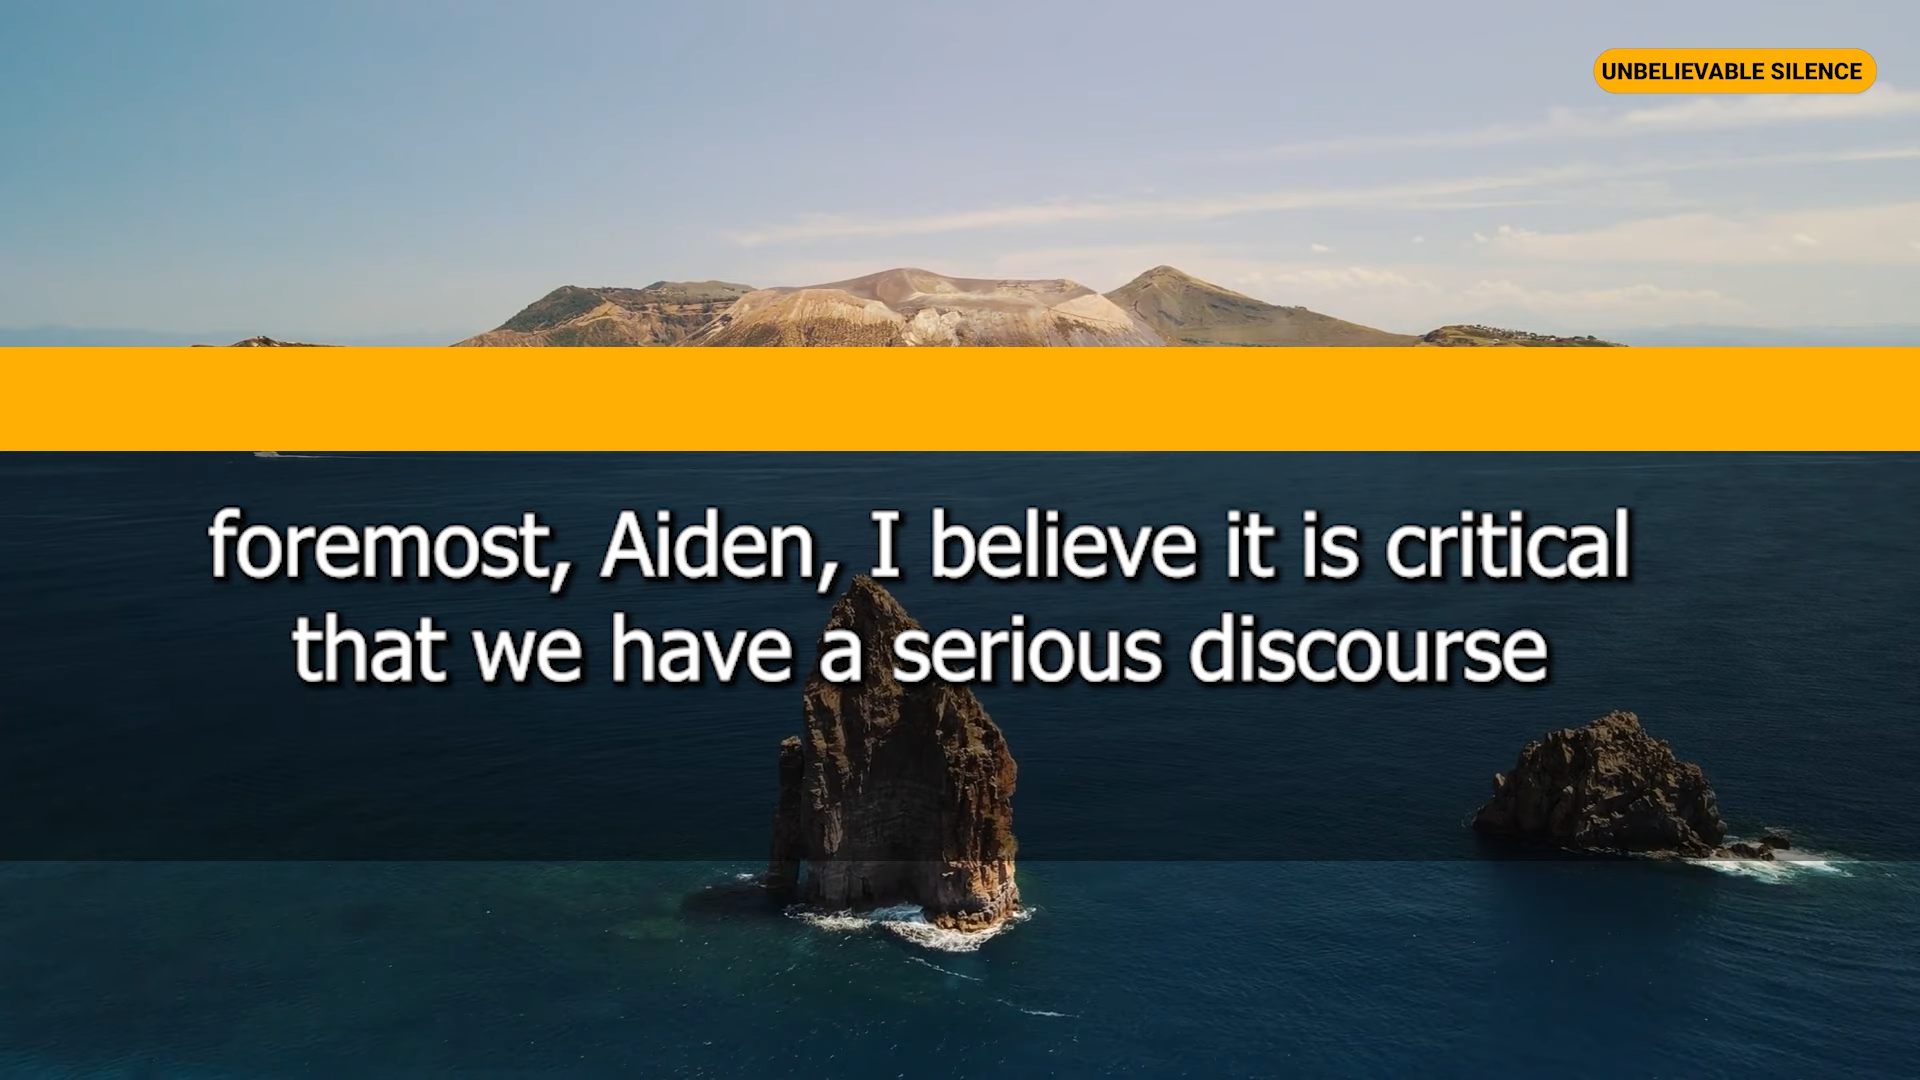 UNBELIEVABLE SILENCE
foremost, Aiden, I believe it is critical
that we have a serious discourse